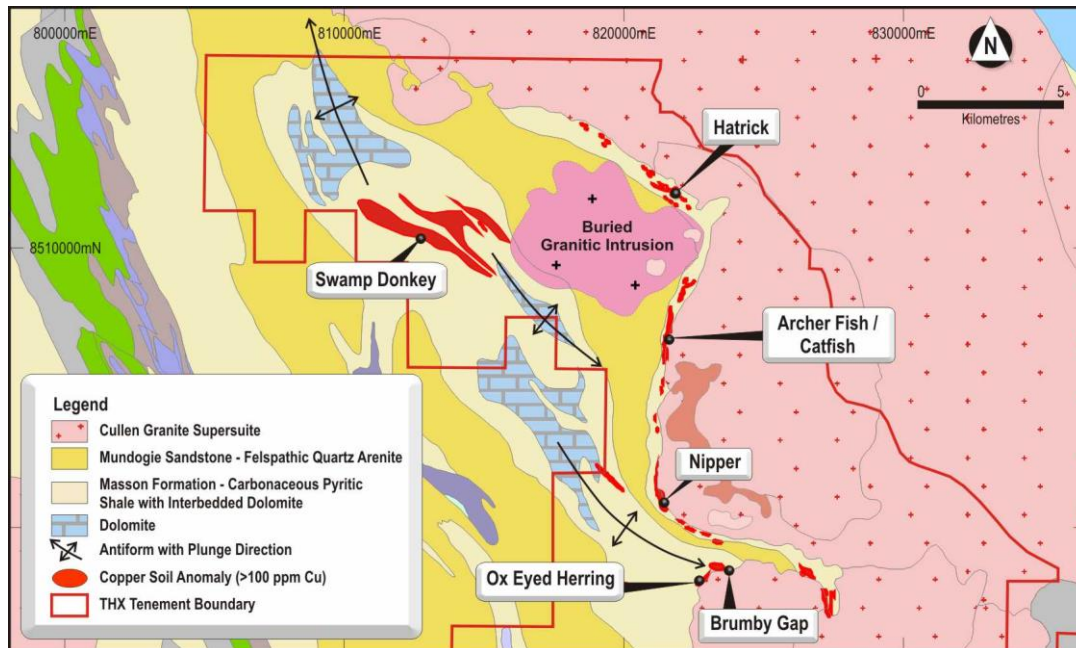 800000mE
810000mE
820000mE
830000mE
N
0
5
Kilometres
Hatrick
Buried
Granitic Intrusion
8510000mN
Swamp Donkey
Archer Fish /
Catfish
Legend
Cullen Granite Supersuite
Mundogie Sandstone - Felspathic Quartz Arenite
Masson Formation - Carbonaceous Pyritic
Shale with Interbedded Dolomite
Dolomite
Antiform with Plunge Direction
Copper Soil Anomaly (>100 ppm Cu)
THX Tenement Boundary
Nipper
Ox Eyed Herring
Brumby Gap